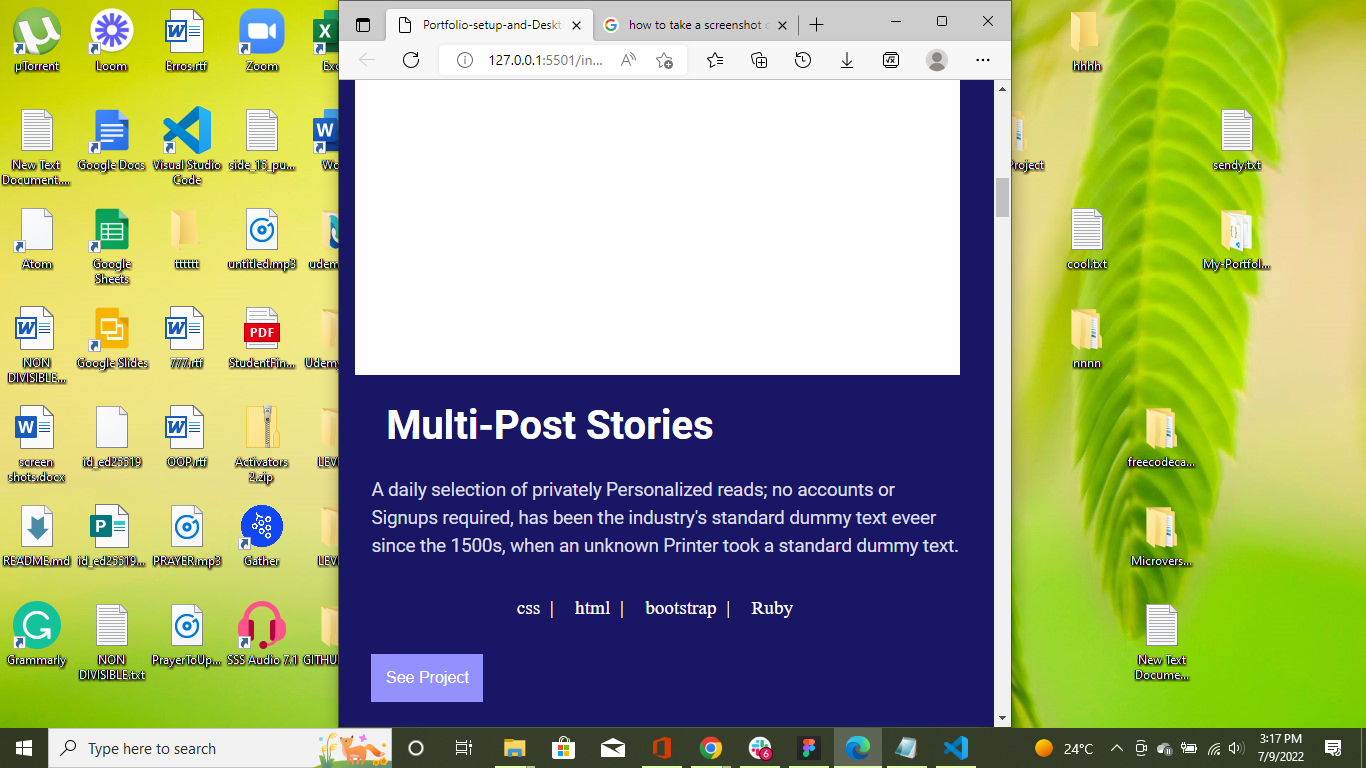 Portfolio-setup-and-Deskt
how to take a screenshot
127.0.0.1:5501/in...
Multi-Post Stories
A daily selection of privately Personalized reads; no accounts or
Signups required, has been the industry's standard dummy text eveer
since the 1500s, when an unknown Printer took a standard dummy text.
css | html | bootstrap | Ruby
See Project
µTorrent
Loom
Erros.rtf
Zoom
Exc
New Text
Document....
Google Docs
Visual Studio
Code
side_13_pu...
Wo
Atom
Google
Sheets
tttttt
untitled.mp3
udem
NON
DIVISIBLE...
Google Slides
777.rtf
PDF
StudentFin...
Udemy
screen
shots.docx
id_ed25519
OOP.rtf
Activators
2.zip
LEV
README.md
id_ed25519...
PRAYER.mp3
Gather
LEV
Grammarly
NON
DIVISIBLE.txt
PrayerToUp...
SSS Audio 7.1
GITHU
hhhh
Project
sendy.txt
cool.txt
My-Portfol...
nnnn
freecodeca...
Microvers...
New Text
Docume...
Type here to search
6
24°C
3:17 PM
7/9/2022